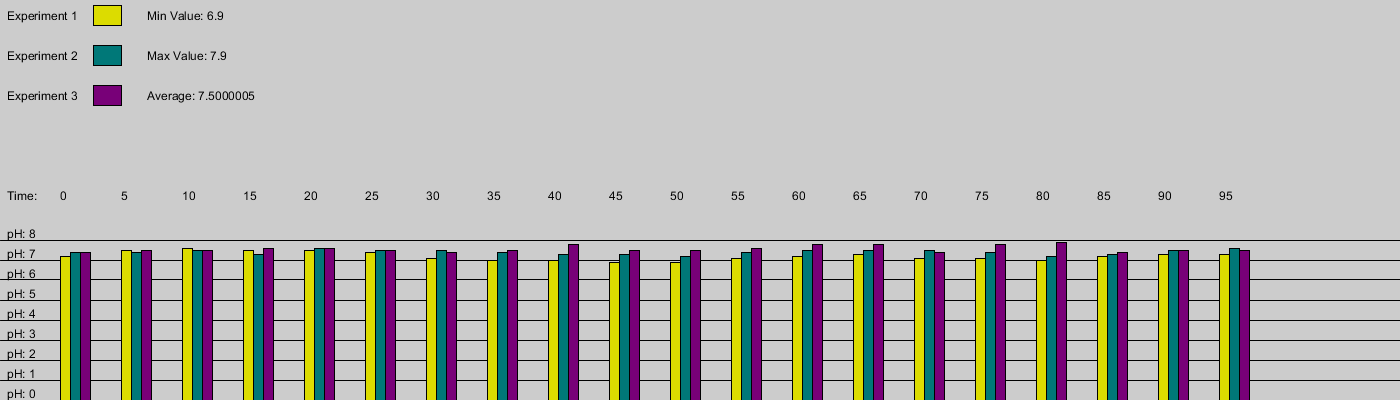 Experiment 1 Min Value: 6.9
Experiment 2 Max Value: 7.9
Experiment 3 Average: 7.5000005
Time: 0 5 10 15 20 25 30 35 40 45 50 55 60 65 70 75 80 85 90 95
pH: 8
pH: 7
pH: 6
pH: 5
pH: 4
pH: 3
pH: 2
pH: 1
pH: 0